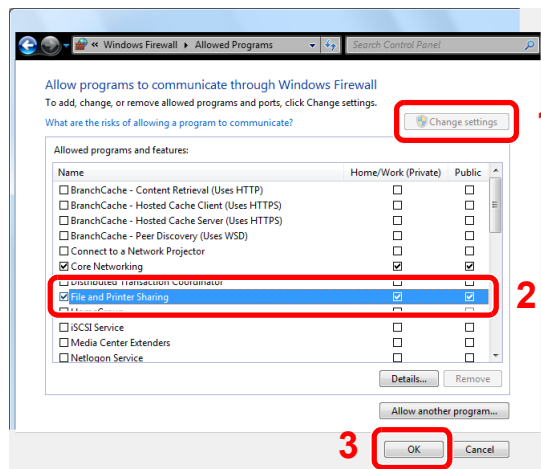 « Windows Firewall ▸ Allowed Programs Search Control Panel
Allow programs to communicate through Windows Firewall
To add, change, or remove allowed programs and ports, click Change settings.
What are the risks of allowing a program to communicate? Change settings
Allowed programs and features:
Name Home/Work (Private) Public
BranchCache - Content Retrieval (Uses HTTP)
BranchCache - Hosted Cache Client (Uses HTTPS)
BranchCache - Hosted Cache Server (Uses HTTPS)
BranchCache - Peer Discovery (Uses WSD)
Connect to a Network Projector
Core Networking
Distributed Transaction Coordinator
File and Printer Sharing 2
HomeGroup
iSCSI Service
Media Center Extenders
Netlogon Service
Details... Remove
Allow another program...
3 OK Cancel